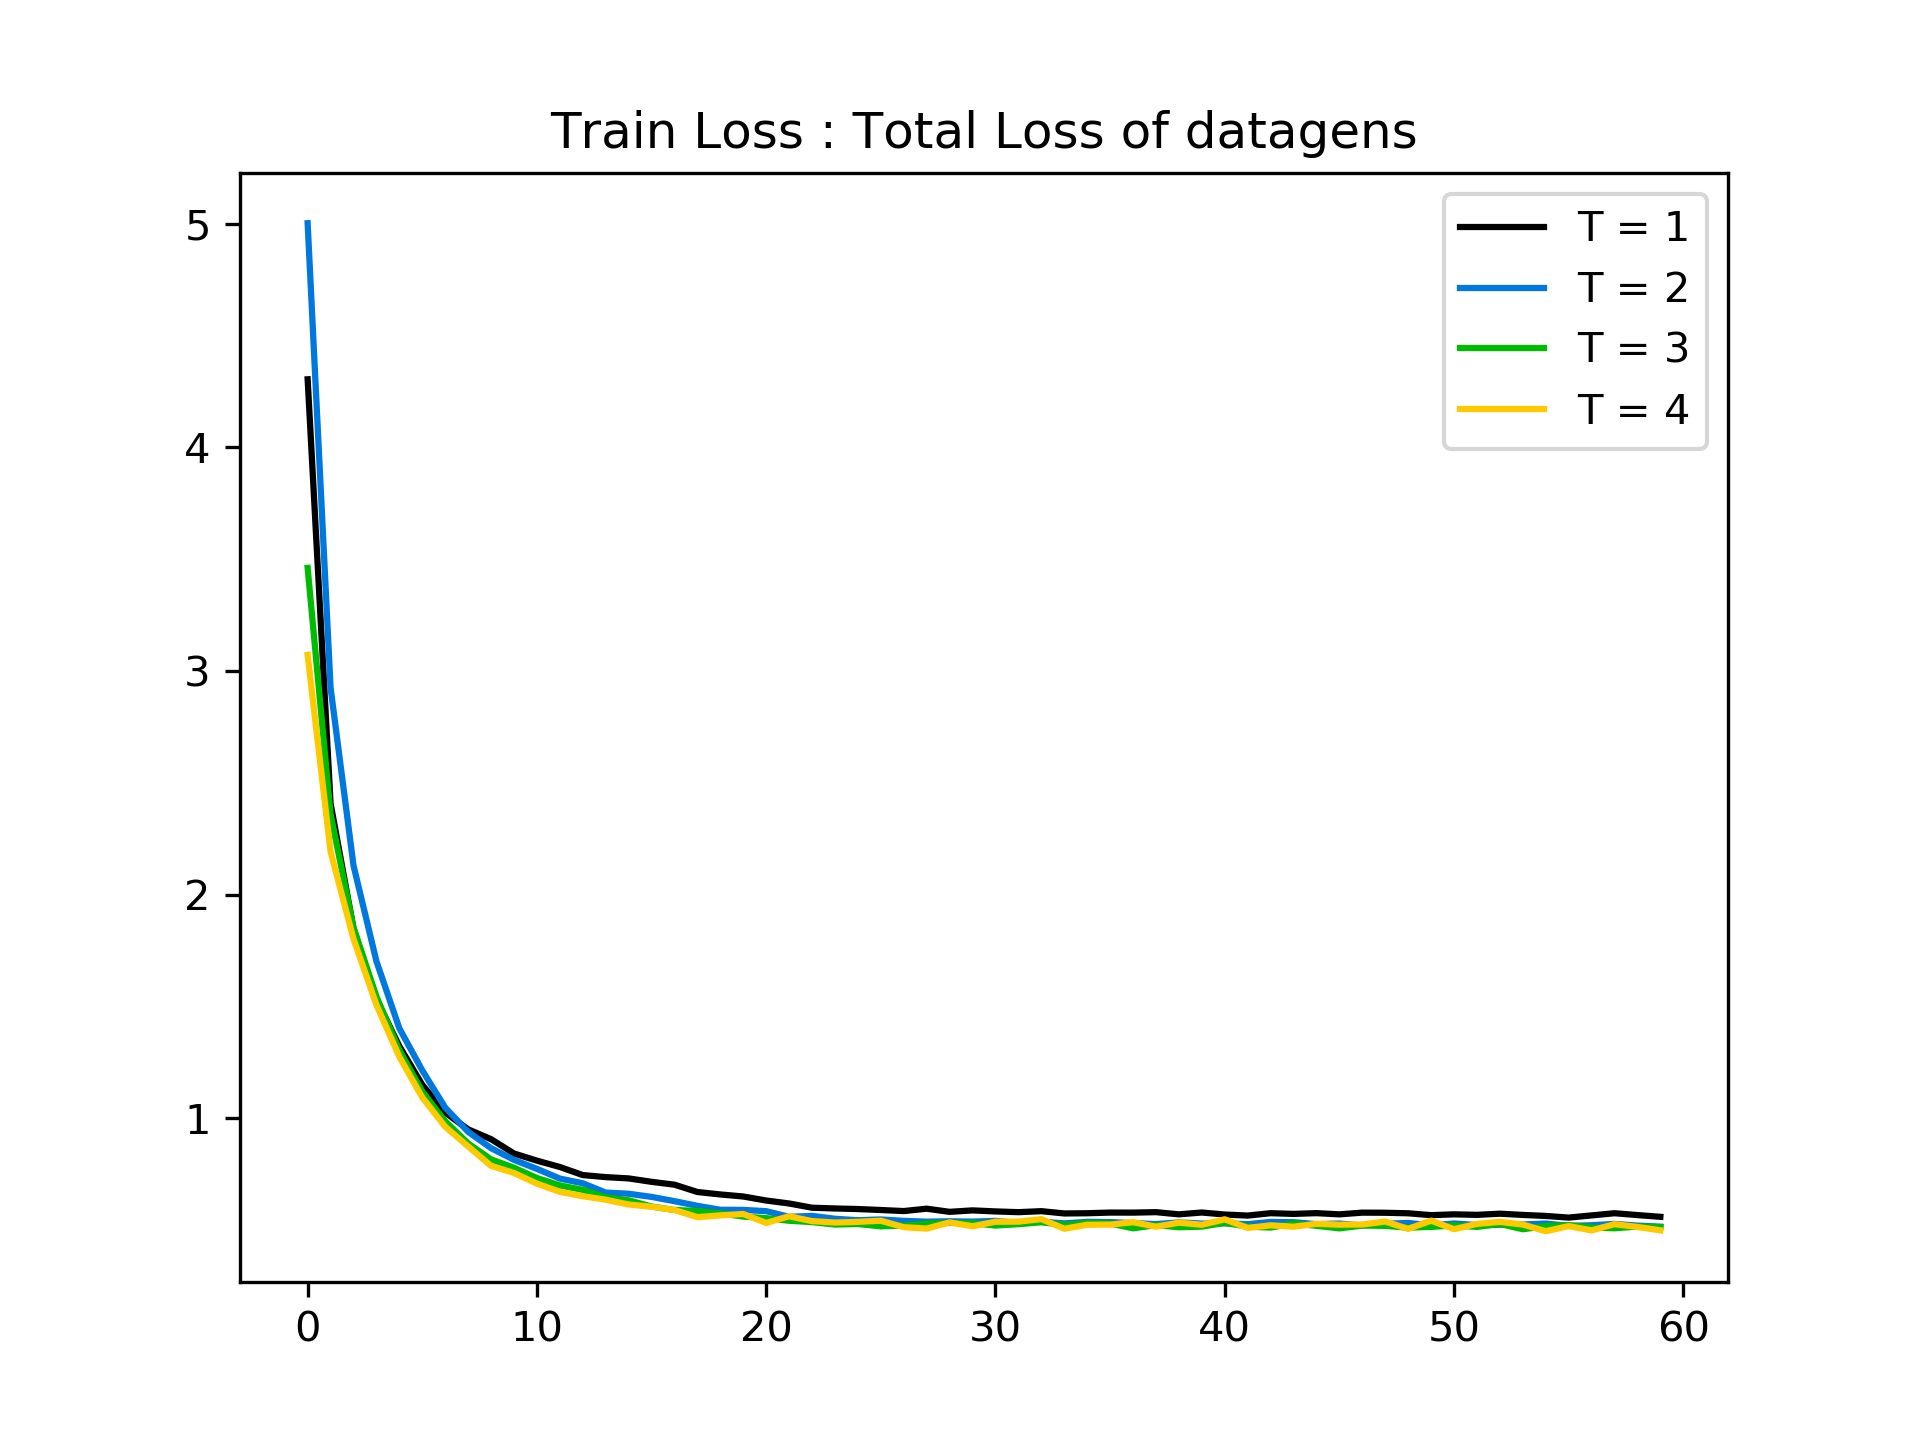 Train Loss : Total Loss of datagens
T = 1
T = 2
T = 3
T = 4
5
4
3
2
1
0 10 20 30 40 50 60